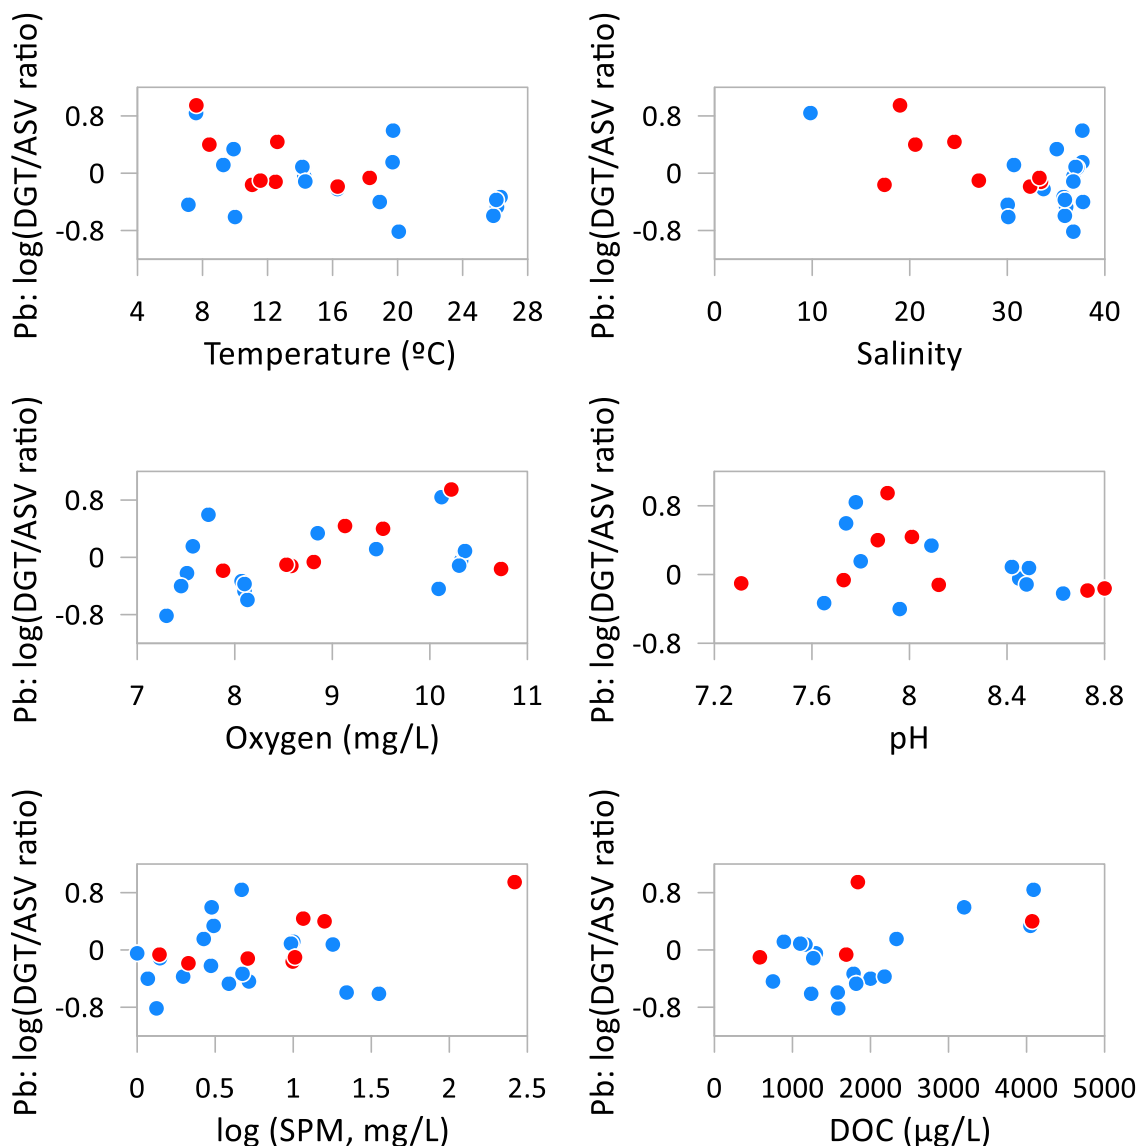 Pb: log(DGT/ASV ratio)
0.8
0
-0.8
4 8 12 16 20 24 28
Temperature (ºC)
Pb: log(DGT/ASV ratio)
0.8
0
-0.8
0 10 20 30 40
Salinity
Pb: log(DGT/ASV ratio)
0.8
0
-0.8
7 8 9 10 11
Oxygen (mg/L)
Pb: log(DGT/ASV ratio)
0.8
0
-0.8
7.2 7.6 8 8.4 8.8
pH
Pb: log(DGT/ASV ratio)
0.8
0
-0.8
0 0.5 1 1.5 2 2.5
log (SPM, mg/L)
Pb: log(DGT/ASV ratio)
0.8
0
-0.8
0 1000 2000 3000 4000 5000
DOC (µg/L)